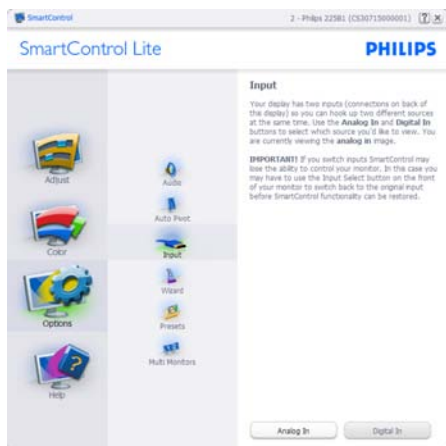 SmartControl
2 - Philips 225B1 (CS30715000001)
SmartControl Lite
PHILIPS
Adjust
Color
Options
Help
Audio
Auto Pivot
Input
Wizard
Presets
Multi Monitors
Input
Your display has two inputs (connections on back of
the display) so you can hook up two different sources
at the same time. Use the Analog In and Digital In
buttons to select which source you'd like to view. You
are currently viewing the analog in image.
IMPORTANT! If you switch inputs SmartControl may
lose the ability to control your monitor. In this case you
may have to use the Input Select button on the front
of your monitor to switch back to the original input
before SmartControl functionality can be restored.
Analog In
Digital In